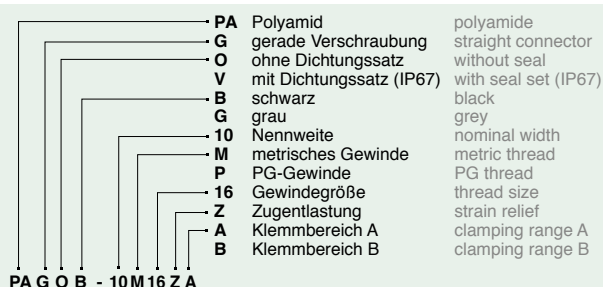 PA Polyamid polyamide
G gerade Verschraubung straight connector
O ohne Dichtungssatz without seal
V mit Dichtungssatz (IP67) with seal set (IP67)
B schwarz black
G grau grey
10 Nennweite nominal width
M metrisches Gewinde metric thread
P PG-Gewinde PG thread
16 Gewindegröße thread size
Z Zugentlastung strain relief
A Klemmbereich A clamping range A
B Klemmbereich B clamping range B
PA G O B - 10 M 16 Z A